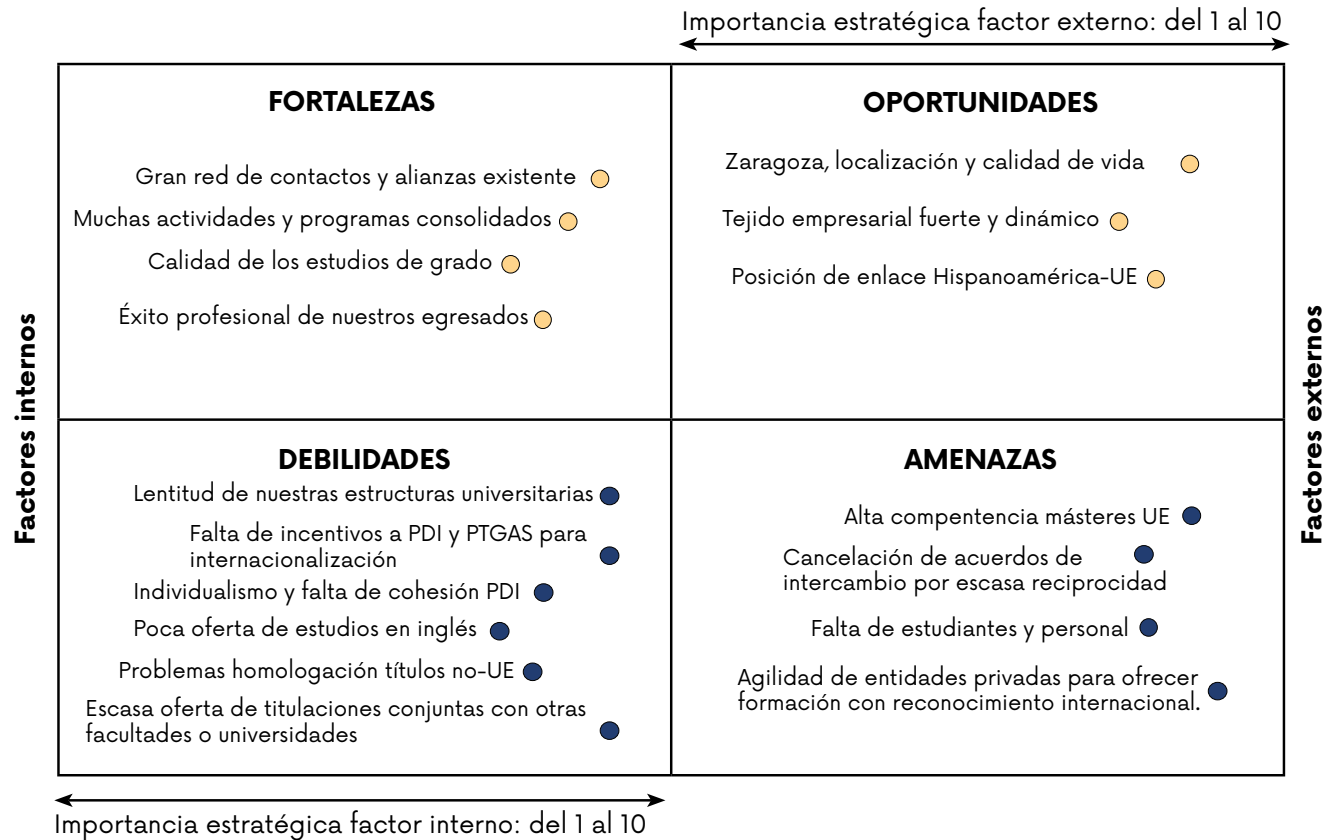 Importancia estratégica factor externo: del 1 al 10
FORTALEZAS
Gran red de contactos y alianzas existente
Muchas actividades y programas consolidados
Calidad de los estudios de grado
Éxito profesional de nuestros egresados
OPORTUNIDADES
Zaragoza, localización y calidad de vida
Tejido empresarial fuerte y dinámico
Posición de enlace Hispanoamérica-UE
Factores internos
Factores externos
DEBILIDADES
Lentitud de nuestras estructuras universitarias
Falta de incentivos a PDI y PTGAS para
internacionalización
Individualismo y falta de cohesión PDI
Poca oferta de estudios en inglés
Problemas homologación títulos no-UE
Escasa oferta de titulaciones conjuntas con otras
facultades o universidades
AMENAZAS
Alta compentencia másteres UE
Cancelación de acuerdos de
intercambio por escasa reciprocidad
Falta de estudiantes y personal
Agilidad de entidades privadas para ofrecer
formación con reconocimiento internacional.
Importancia estratégica factor interno: del 1 al 10